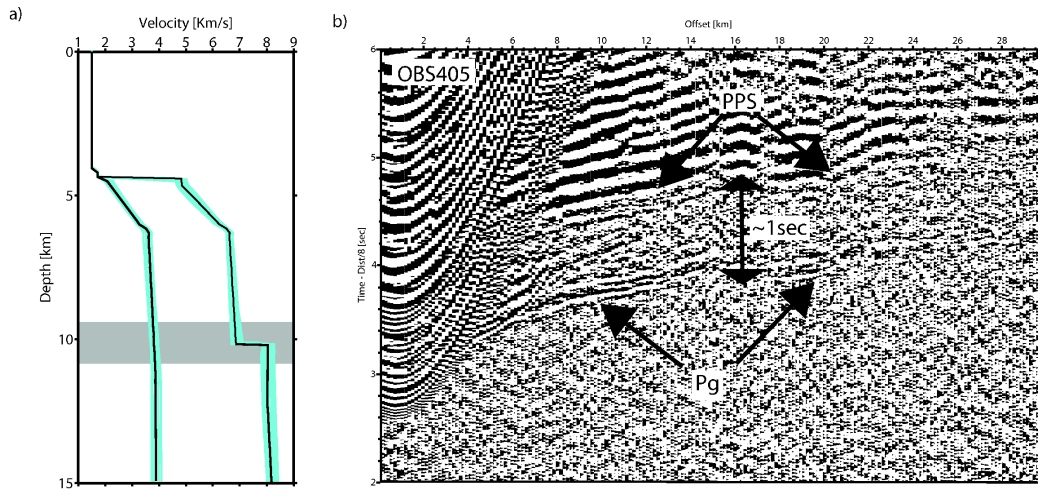 a)
Velocity [Km/s]
1 2 3 4 5 6 7 8 9
0
5
10
15
Depth [km]
b)
Offset [km]
2 4 6 8 10 12 14 16 18 20 22 24 26 28
6
5
4
3
2
Time - Dist/8 [sec]
OBS405
PPS
~1sec
Pg